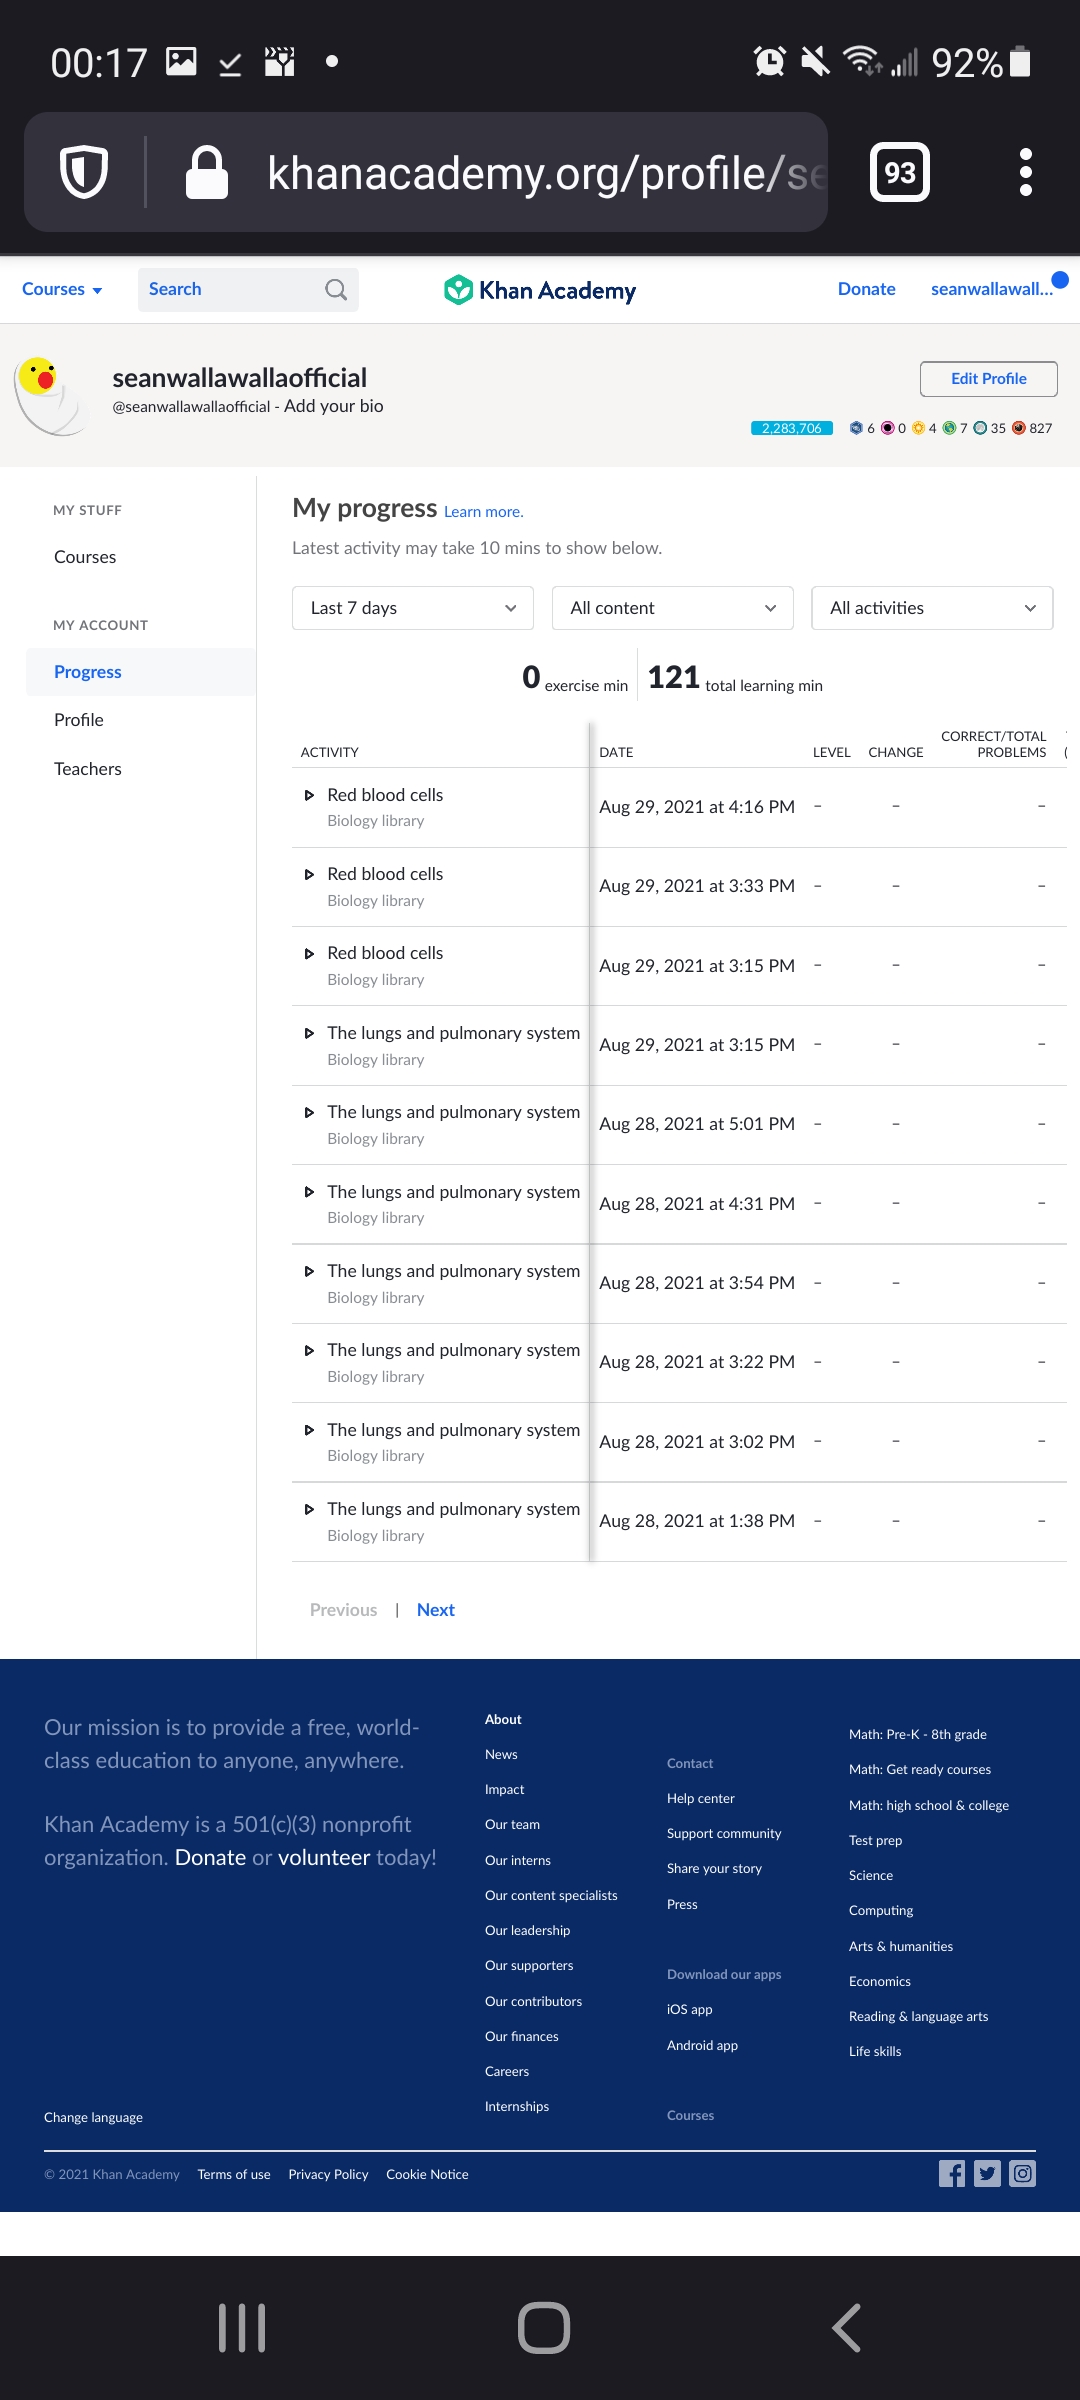 00:17
92%
khanacademy.org/profile/se
93
Courses
Search
Khan Academy
Donate
seanwallawall...
seanwallawallaofficial
@seanwallawallaofficial - Add your bio
Edit Profile
2,283,706 6 0 4 7 35 827
MY STUFF
Courses
MY ACCOUNT
Progress
Profile
Teachers
My progress Learn more.
Latest activity may take 10 mins to show below.
Last 7 days
All content
All activities
0 exercise min
121 total learning min
ACTIVITY DATE LEVEL CHANGE CORRECT/TOTAL PROBLEMS
Red blood cells
Biology library
Aug 29, 2021 at 4:16 PM – – –
Red blood cells
Biology library
Aug 29, 2021 at 3:33 PM – – –
Red blood cells
Biology library
Aug 29, 2021 at 3:15 PM – – –
The lungs and pulmonary system
Biology library
Aug 29, 2021 at 3:15 PM – – –
The lungs and pulmonary system
Biology library
Aug 28, 2021 at 5:01 PM – – –
The lungs and pulmonary system
Biology library
Aug 28, 2021 at 4:31 PM – – –
The lungs and pulmonary system
Biology library
Aug 28, 2021 at 3:54 PM – – –
The lungs and pulmonary system
Biology library
Aug 28, 2021 at 3:22 PM – – –
The lungs and pulmonary system
Biology library
Aug 28, 2021 at 3:02 PM – – –
The lungs and pulmonary system
Biology library
Aug 28, 2021 at 1:38 PM – – –
Previous | Next
Our mission is to provide a free, world-
class education to anyone, anywhere.
Khan Academy is a 501(c)(3) nonprofit
organization. Donate or volunteer today!
About
News
Impact
Our team
Our interns
Our content specialists
Our leadership
Our supporters
Our contributors
Our finances
Careers
Internships
Contact
Help center
Support community
Share your story
Press
Download our apps
iOS app
Android app
Courses
Math: Pre-K - 8th grade
Math: Get ready courses
Math: high school & college
Test prep
Science
Computing
Arts & humanities
Economics
Reading & language arts
Life skills
Change language
© 2021 Khan Academy Terms of use Privacy Policy Cookie Notice